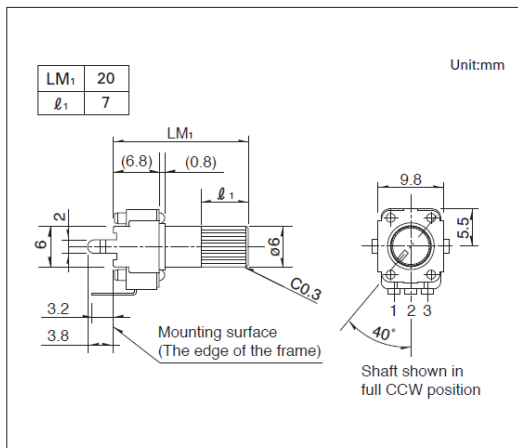 Unit:mm
LM₁ 20
ℓ₁ 7
LM₁
(6.8) (0.8)
ℓ₁
9.8
5.5
2
6
ø6
C0.3
3.2
3.8
Mounting surface
(The edge of the frame)
1 2 3
40°
Shaft shown in
full CCW position